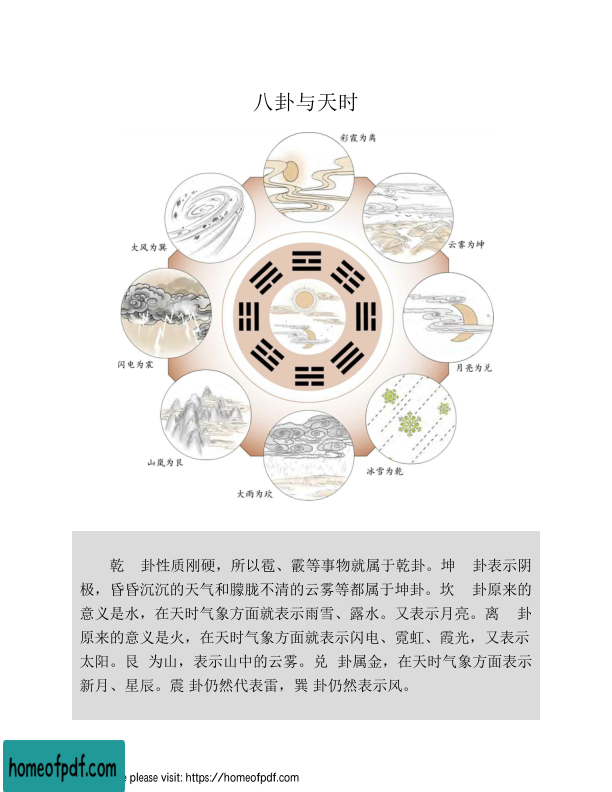 八卦与天时
彩霞为离
大风为巽
云雾为坤
闪电为震
月亮为兑
山岚为艮
冰雪为乾
大雨为坎
乾　卦性质刚硬，所以雹、霰等事物就属于乾卦。坤　卦表示阴
极，昏昏沉沉的天气和朦胧不清的云雾等都属于坤卦。坎　卦原来的
意义是水，在天时气象方面就表示雨雪、露水。又表示月亮。离　卦
原来的意义是火，在天时气象方面就表示闪电、霓虹、霞光，又表示
太阳。艮 为山，表示山中的云雾。兑 卦属金，在天时气象方面表示
新月、星辰。震 卦仍然代表雷，巽 卦仍然表示风。
homeofpdf.com
e please visit: https://homeofpdf.com